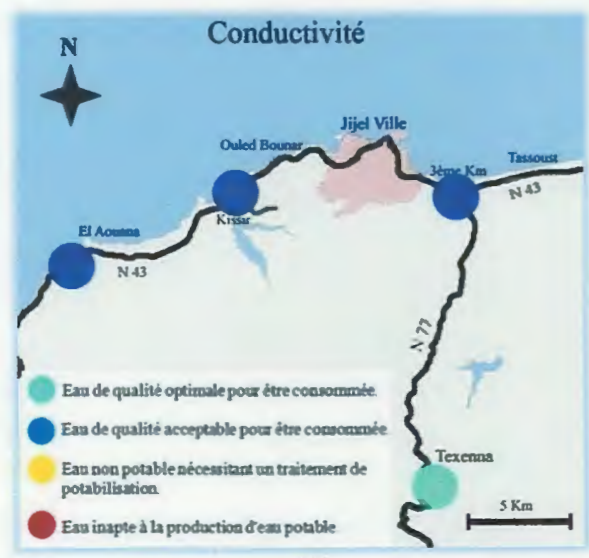 Conductivité
N
Jijel Ville
Ouled Bounar
3ème Km
Tassoust
N 43
Kissir
El Aouana
N 43
N 77
Eau de qualité optimale pour être consommée.
Eau de qualité acceptable pour être consommée.
Eau non potable nécessitant un traitement de
potabilisation.
Eau inapte à la production d'eau potable
Texenna
5 Km